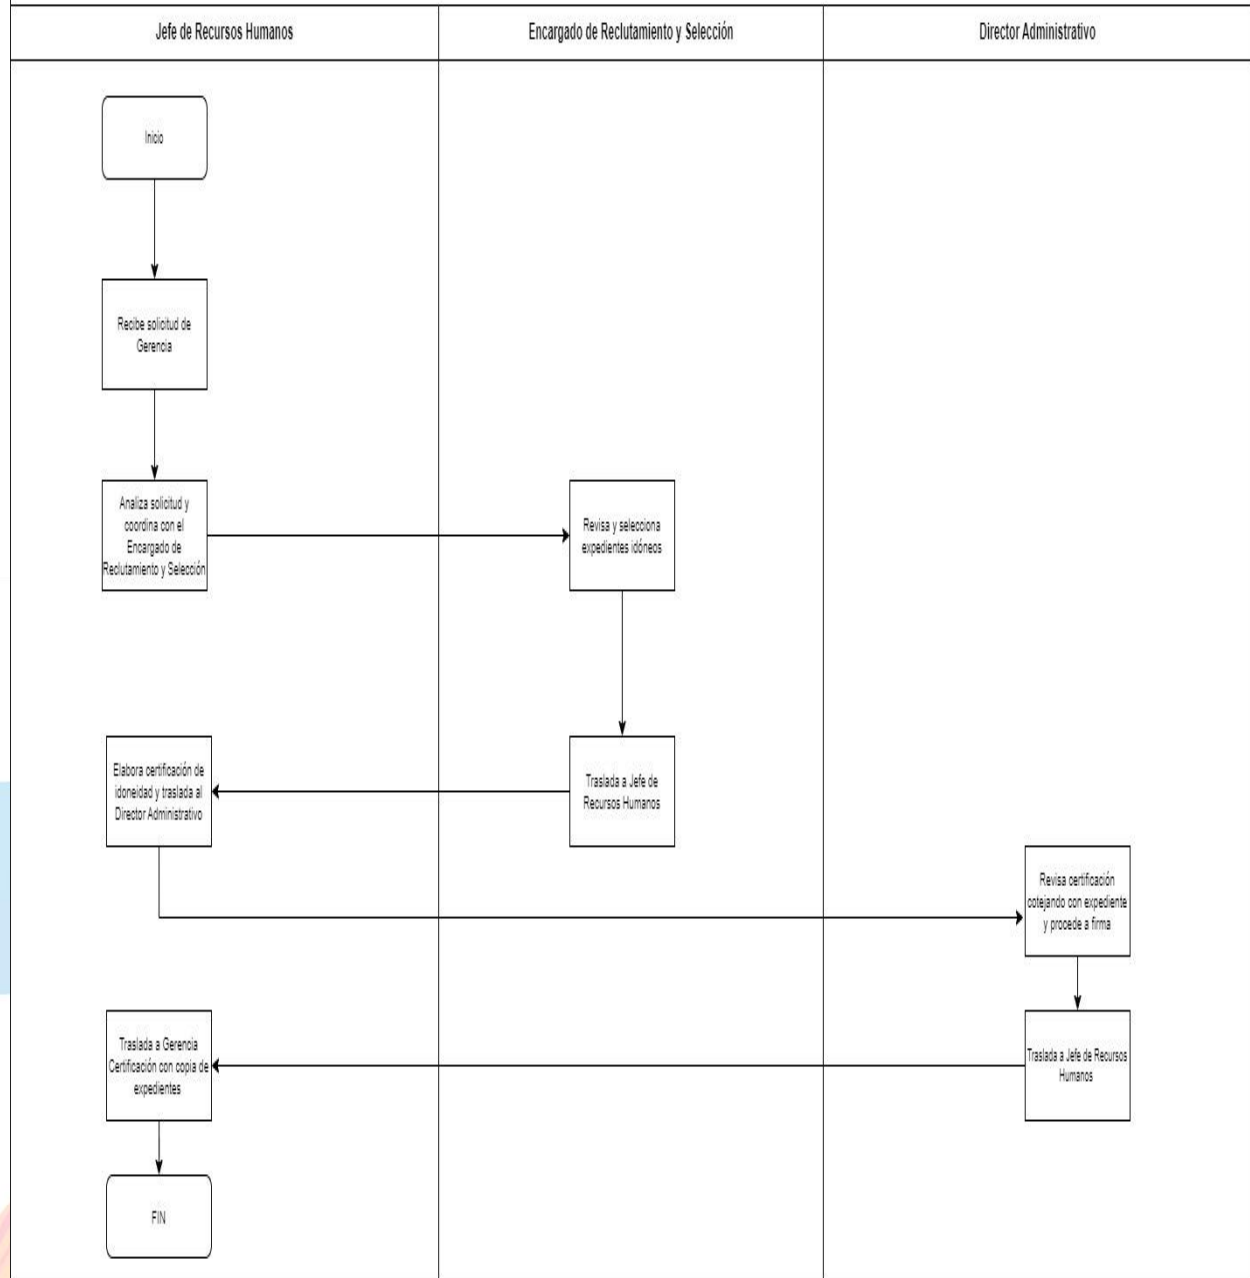 Jefe de Recursos Humanos
Encargado de Reclutamiento y Selección
Director Administrativo
Inicio
Recibe solicitud de
Gerencia
Analiza solicitud y
coordina con el
Encargado de
Reclutamiento y Selección
Revisa y selecciona
expedientes idóneos
Elabora certificación de
idoneidad y traslada al
Director Administrativo
Traslada a Jefe de
Recursos Humanos
Revisa certificación
cotejando con expediente
y procede a firma
Traslada a Gerencia
Certificación con copia de
expedientes
Traslada a Jefe de Recursos
Humanos
FIN